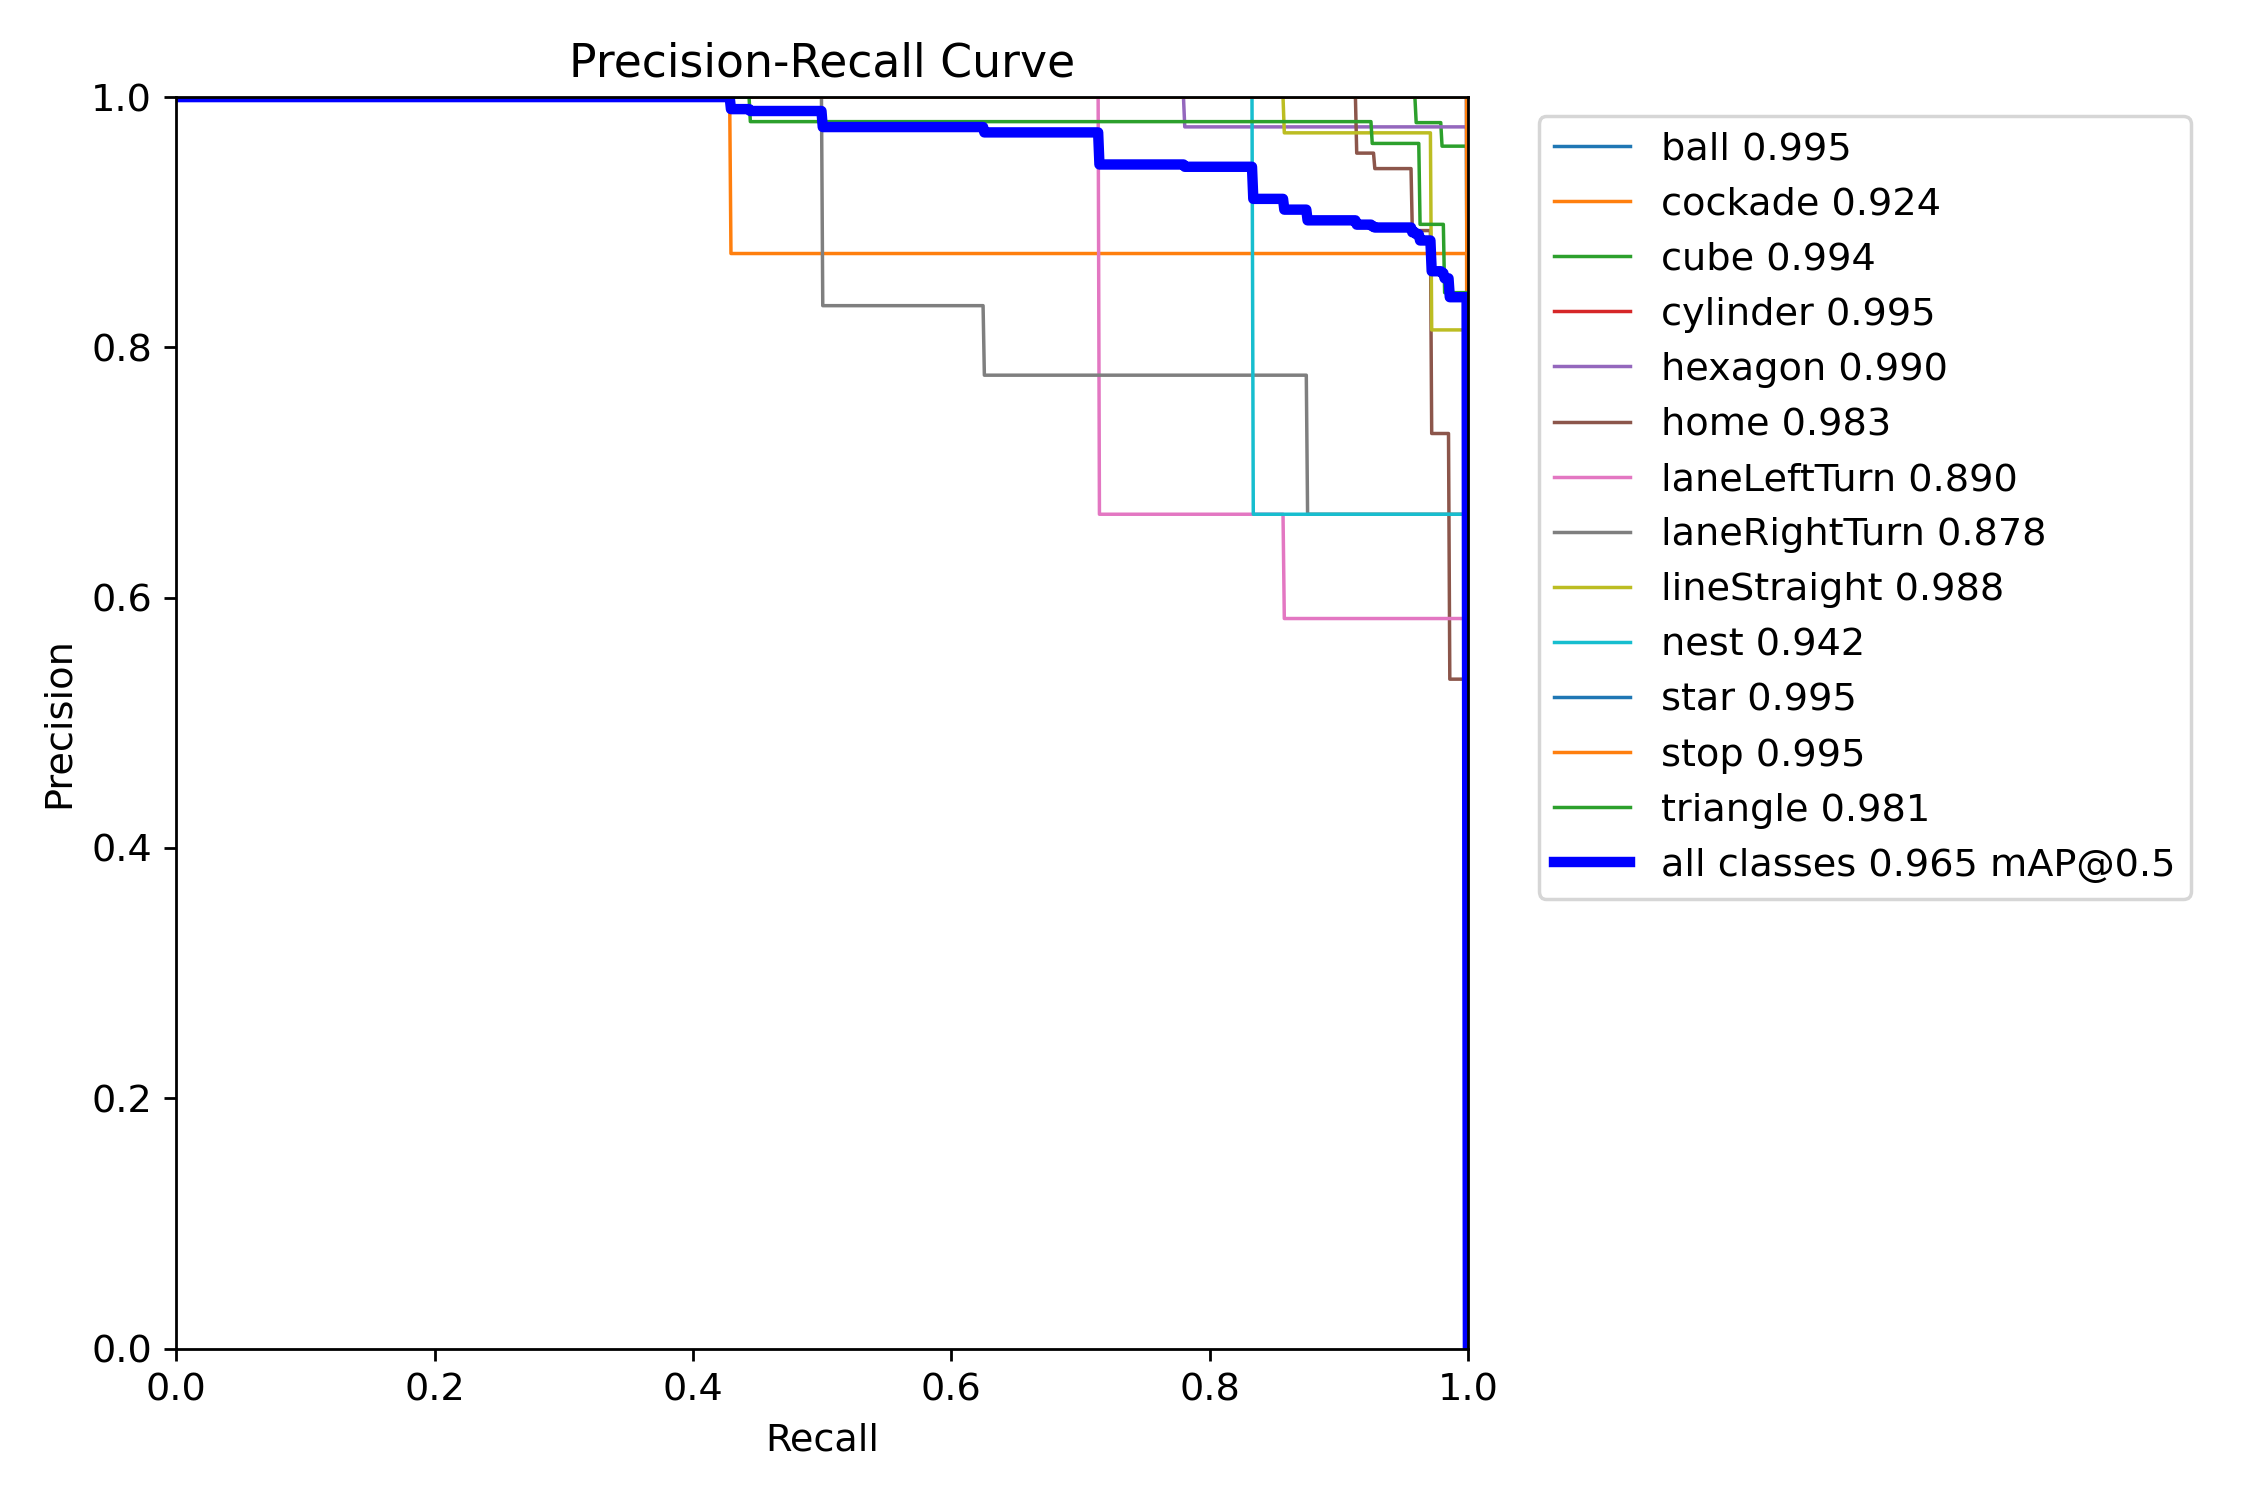 Precision-Recall Curve
1.0
0.8
0.6
0.4
0.2
0.0
Precision
0.0 0.2 0.4 0.6 0.8 1.0
Recall
ball 0.995
cockade 0.924
cube 0.994
cylinder 0.995
hexagon 0.990
home 0.983
laneLeftTurn 0.890
laneRightTurn 0.878
lineStraight 0.988
nest 0.942
star 0.995
stop 0.995
triangle 0.981
all classes 0.965 mAP@0.5